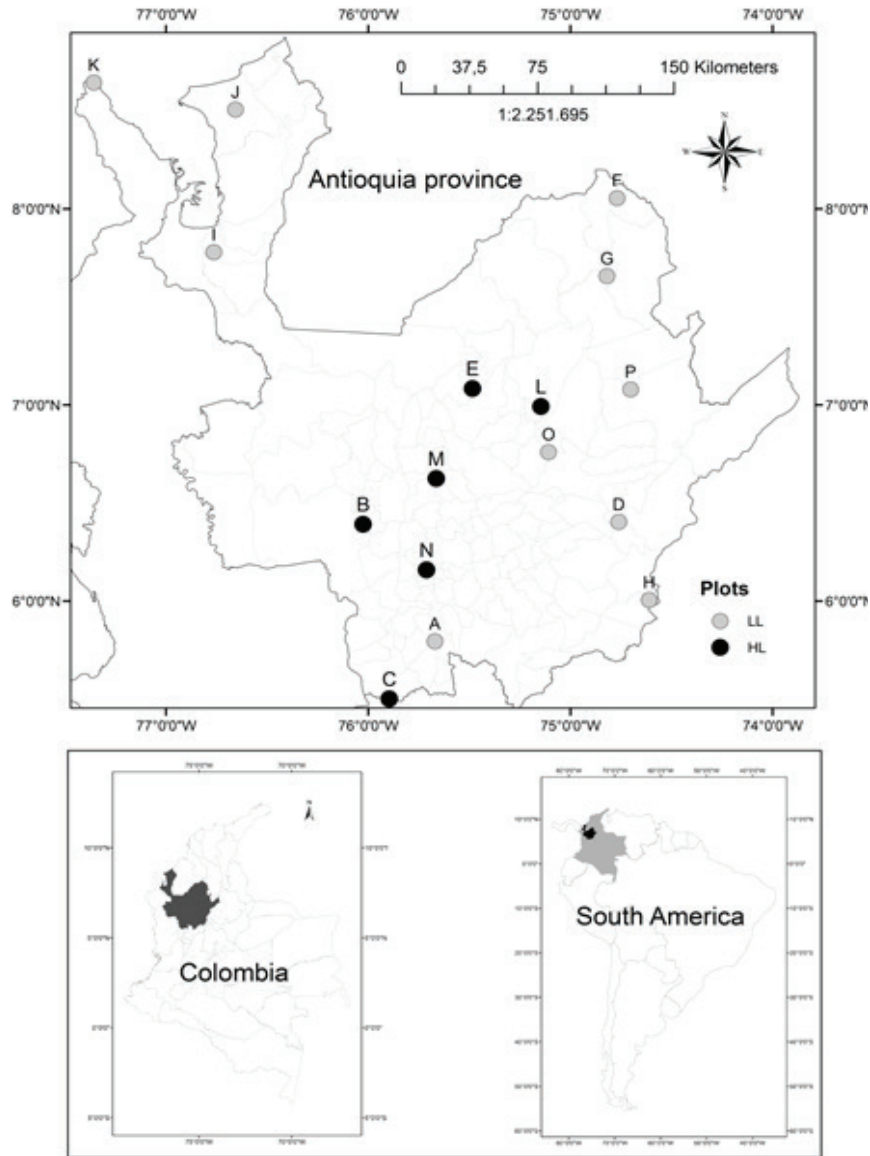 77°0'0"W 76°0'0"W 75°0'0"W 74°0'0"W
K
J
0 37,5 75 150 Kilometers
1:2.251.695
N
W E
S
Antioquia province
8°0'0"N 8°0'0"N
F
I
G
E
L
P
7°0'0"N 7°0'0"N
O
M
B
D
N
H
6°0'0"N 6°0'0"N
A
Plots
LL
HL
C
77°0'0"W 76°0'0"W 75°0'0"W 74°0'0"W
Colombia
South America